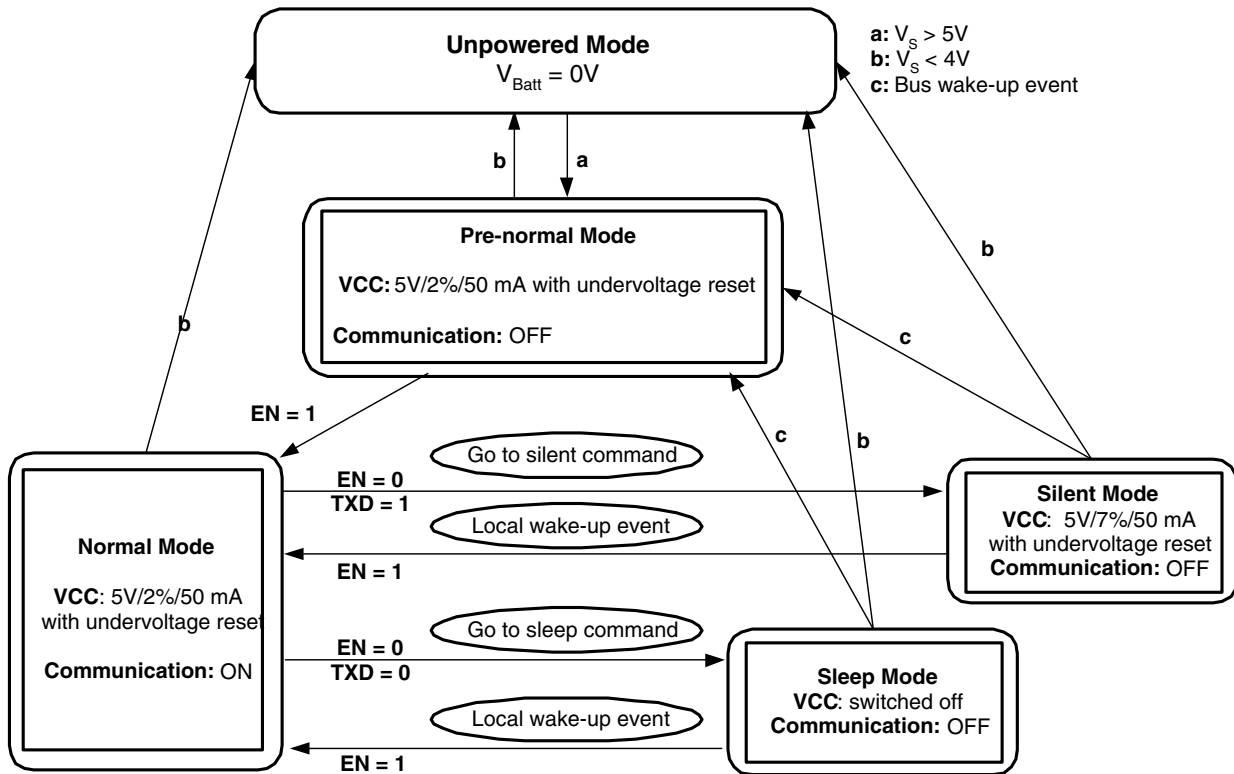 Unpowered Mode
V_Batt = 0V
a: V_S > 5V
b: V_S < 4V
c: Bus wake-up event
b
a
Pre-normal Mode
VCC: 5V/2%/50 mA with undervoltage reset
Communication: OFF
b
b
c
EN = 1
c
b
Go to silent command
EN = 0
TXD = 1
Local wake-up event
EN = 1
Normal Mode
VCC: 5V/2%/50 mA
with undervoltage reset
Communication: ON
Silent Mode
VCC: 5V/7%/50 mA
with undervoltage reset
Communication: OFF
Go to sleep command
EN = 0
TXD = 0
Local wake-up event
EN = 1
Sleep Mode
VCC: switched off
Communication: OFF